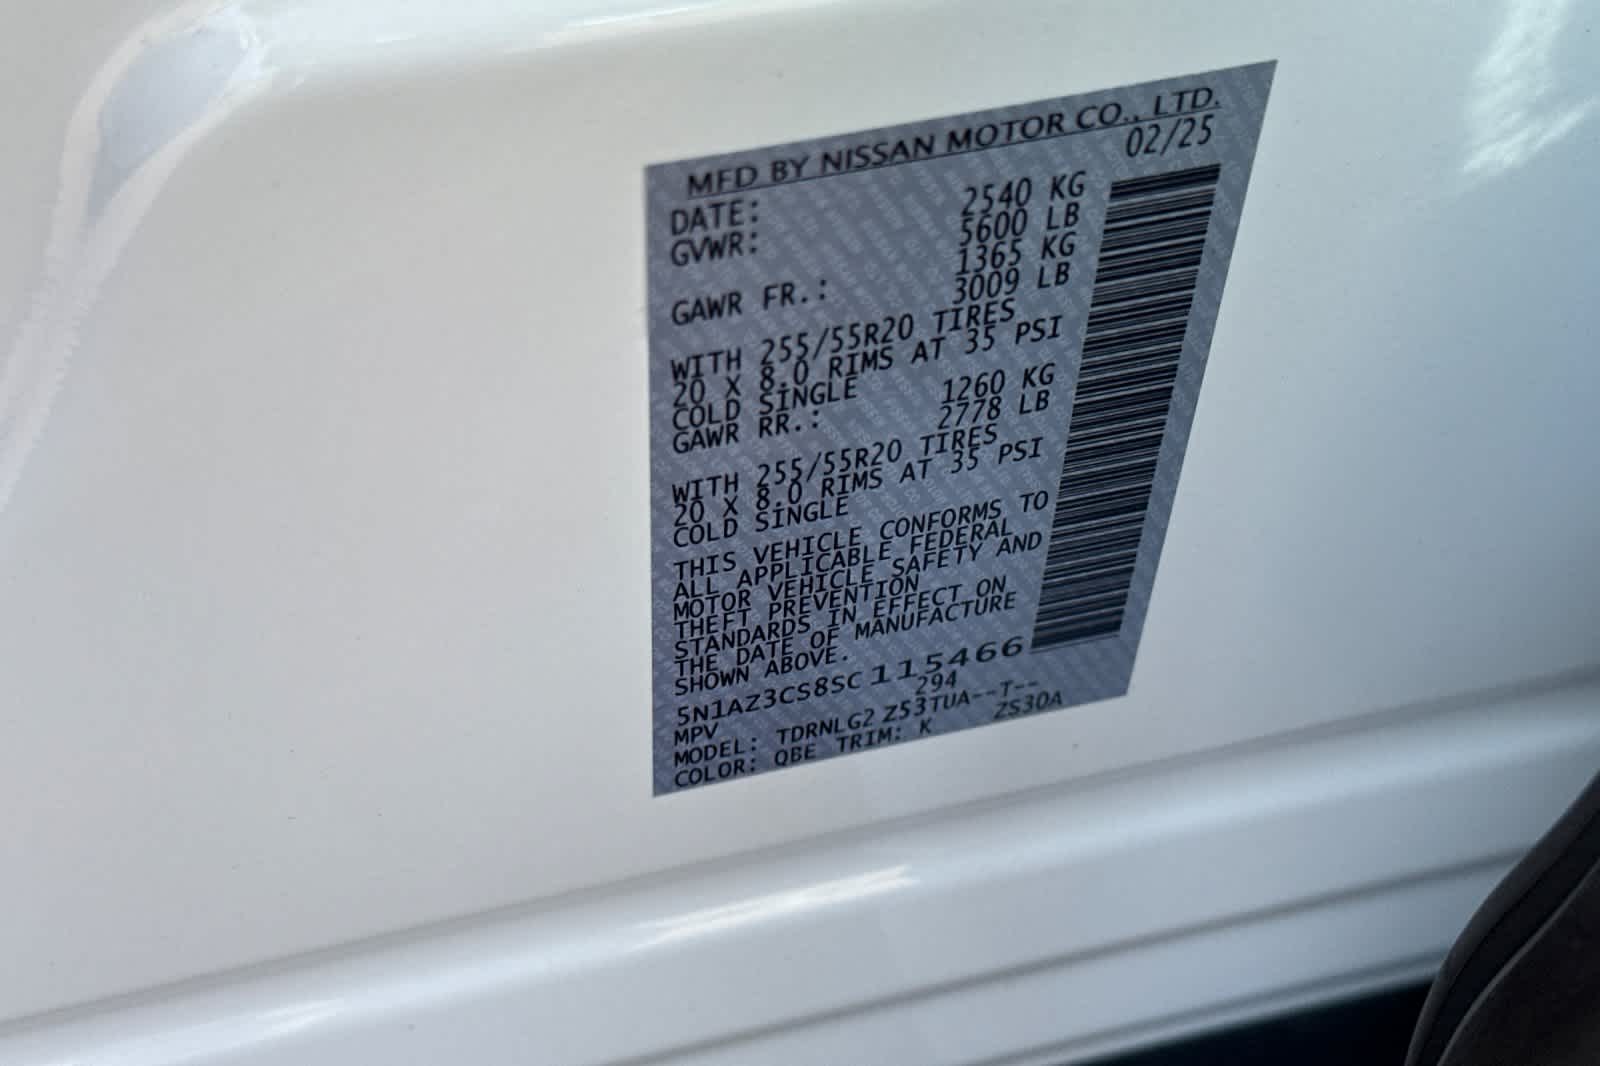 MFD BY NISSAN MOTOR CO., LTD.
DATE: 02/25
GVWR: 2540 KG
5600 LB
GAWR FR.: 1365 KG
3009 LB
WITH 255/55R20 TIRES
20 X 8.0 RIMS AT 35 PSI
COLD SINGLE
GAWR RR.: 1260 KG
2778 LB
WITH 255/55R20 TIRES
20 X 8.0 RIMS AT 35 PSI
COLD SINGLE
THIS VEHICLE CONFORMS TO
ALL APPLICABLE FEDERAL
MOTOR VEHICLE SAFETY AND
THEFT PREVENTION
STANDARDS IN EFFECT ON
THE DATE OF MANUFACTURE
SHOWN ABOVE.
5N1AZ3CS8SC115466
MPV 294
MODEL: TDRNLG2 Z53TUA--T--
COLOR: QBE TRIM: K ZS30A